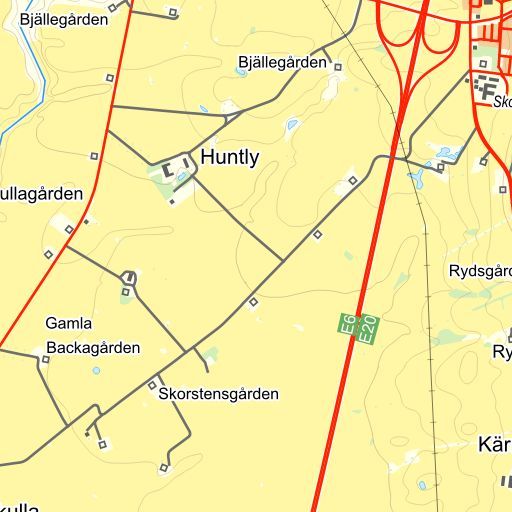 Bjällegården
Bjällegården
Sko
Huntly
ullagården
Rydsgård
E6
E20
Gamla
Backagården
Ry
Skorstensgården
Kär
kulla